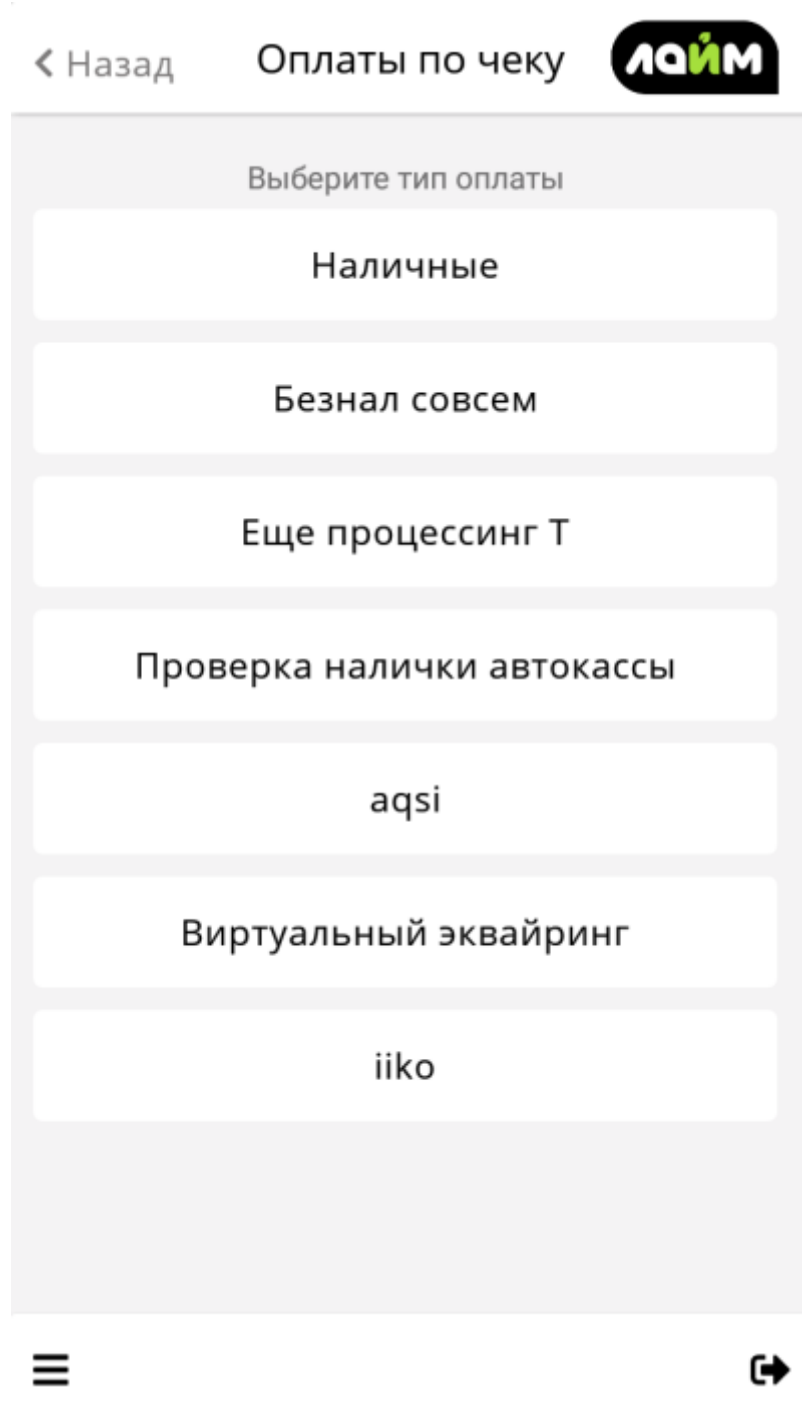 Назад
Оплаты по чеку
лайм
Выберите тип оплаты
Наличные
Безнал совсем
Еще процессинг Т
Проверка налички автокассы
aqsi
Виртуальный эквайринг
iiko